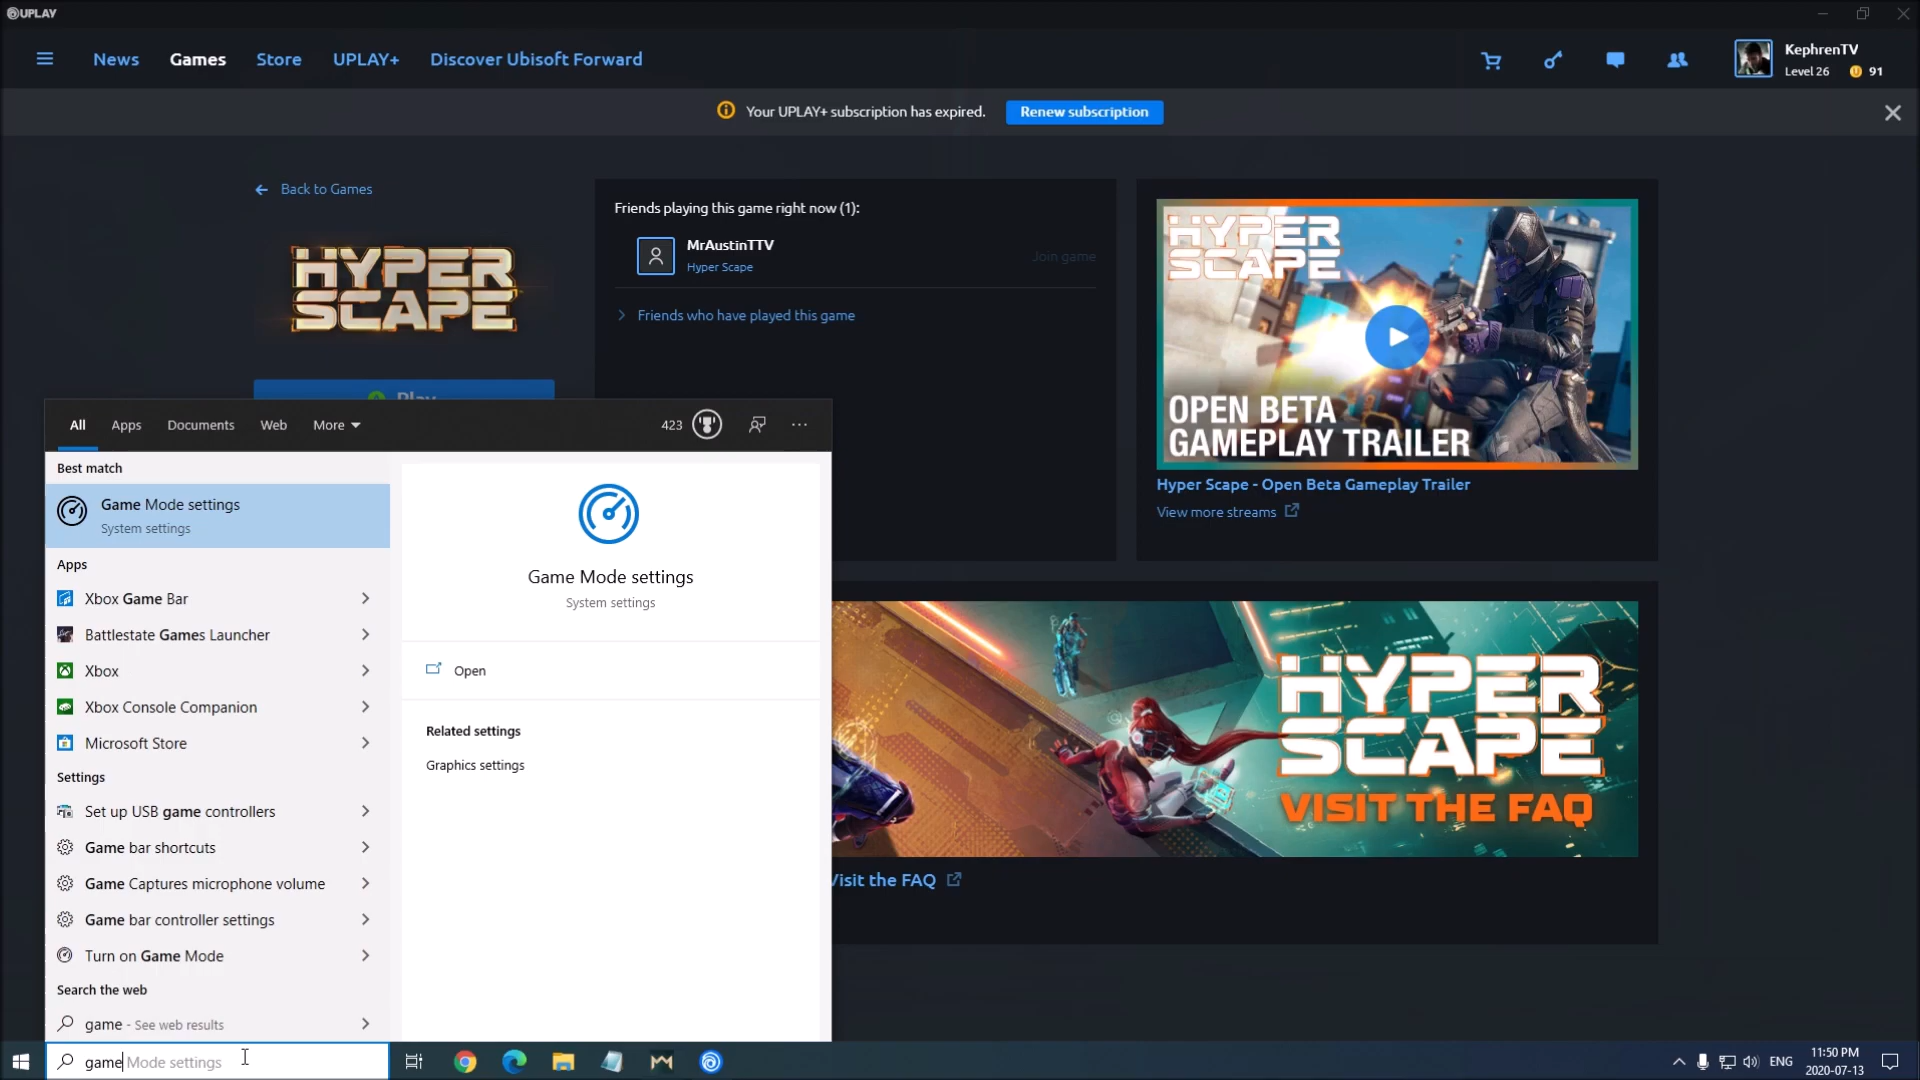 UPLAY
News
Games
Store
UPLAY+
Discover Ubisoft Forward
KephrenTV
Level 26
91
Your UPLAY+ subscription has expired.
Renew subscription
Back to Games
HYPER
SCAPE
Play
Friends playing this game right now (1):
MrAustinTTV
Hyper Scape
Join game
Friends who have played this game
HYPER
SCAPE
OPEN BETA
GAMEPLAY TRAILER
Hyper Scape - Open Beta Gameplay Trailer
View more streams
All
Apps
Documents
Web
More
423
Best match
Game Mode settings
System settings
Apps
Xbox Game Bar
Battlestate Games Launcher
Xbox
Xbox Console Companion
Microsoft Store
Settings
Set up USB game controllers
Game bar shortcuts
Game Captures microphone volume
Game bar controller settings
Turn on Game Mode
Search the web
game - See web results
Game Mode settings
System settings
Open
Related settings
Graphics settings
HYPER
SCAPE
VISIT THE FAQ
Visit the FAQ
game Mode settings
ENG
11:50 PM
2020-07-13